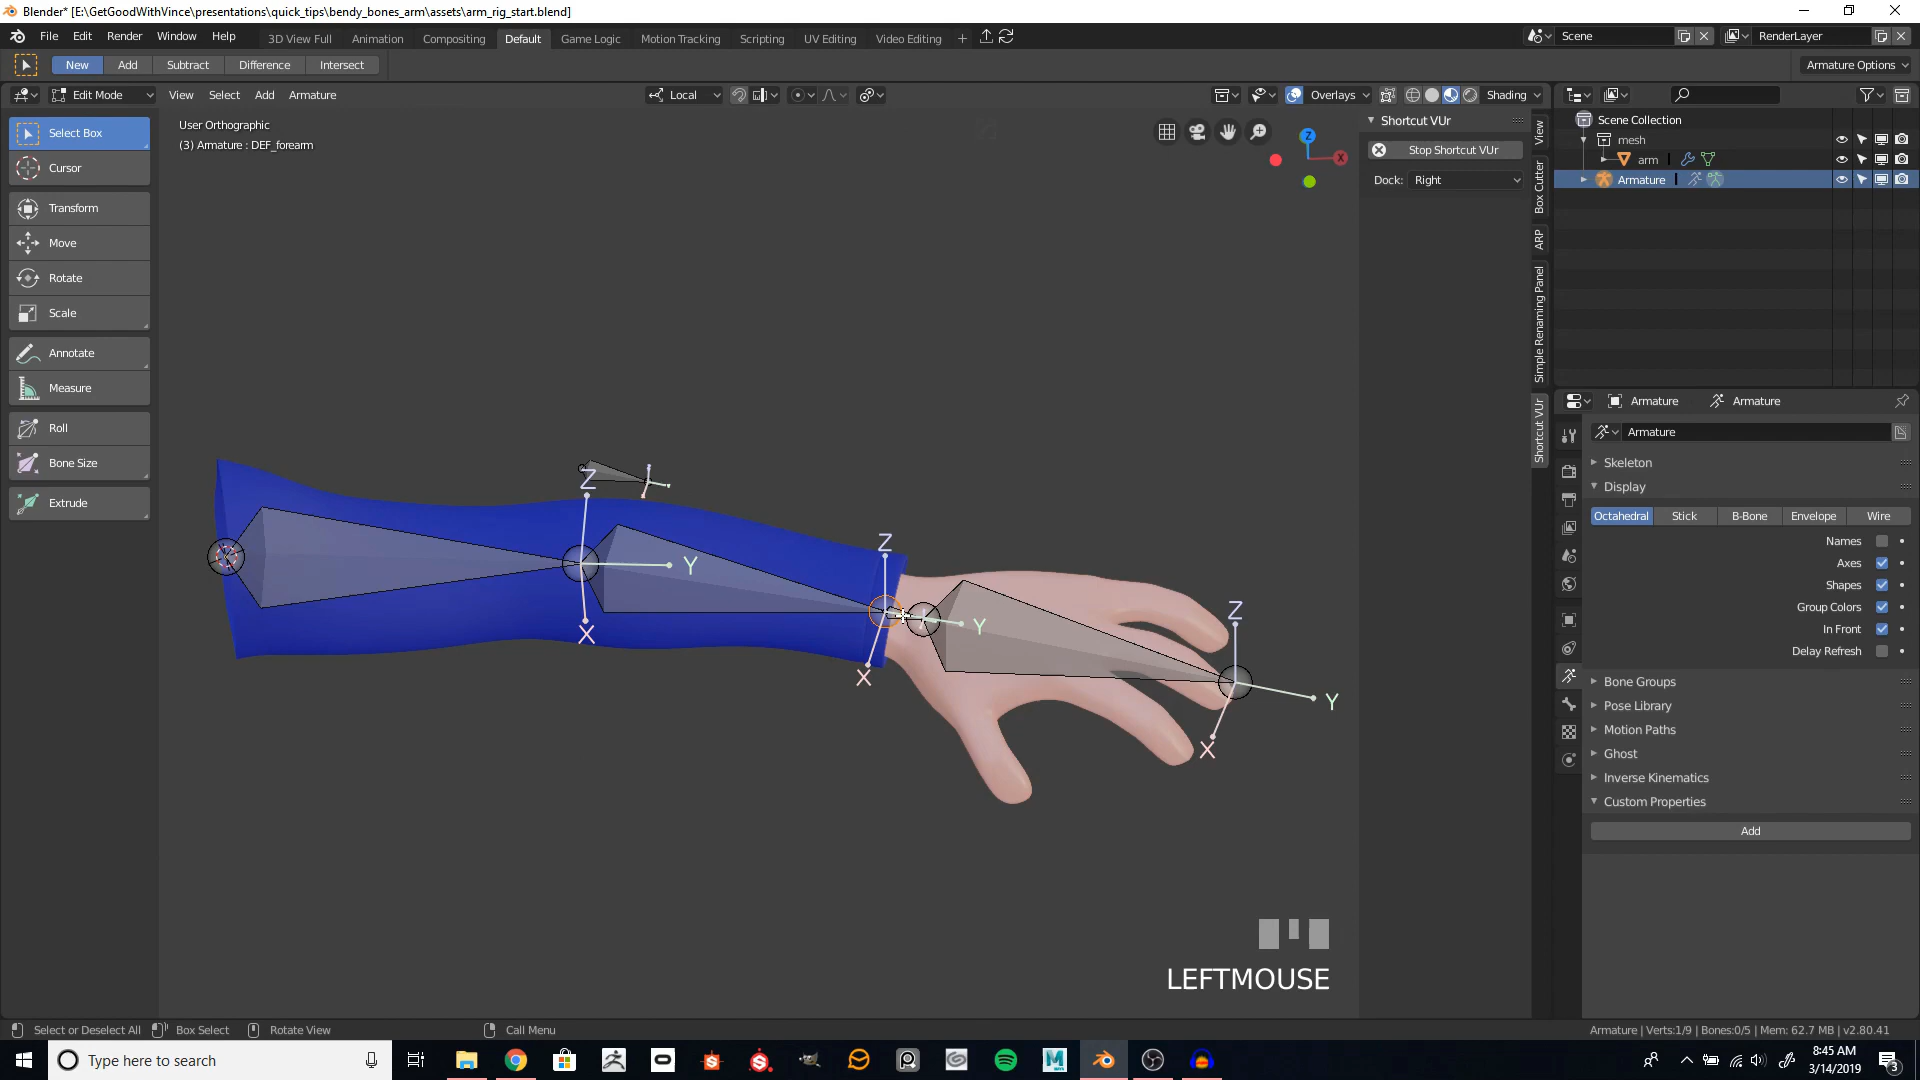 Blender* [E:\GetGoodWithVince\presentations\quick_tips\bendy_bones_arm\assets\arm_rig_start.blend]
File Edit Render Window Help 3D View Full Animation Compositing Default Game Logic Motion Tracking Scripting UV Editing Video Editing + Scene RenderLayer
New Add Subtract Difference Intersect Armature Options
Edit Mode View Select Add Armature Local Overlays Shading
Select Box
Cursor
Transform
Move
Rotate
Scale
Annotate
Measure
Roll
Bone Size
Extrude
User Orthographic
(3) Armature : DEF_forearm
Z
X
Z
X
Y
Z
X
Y
Z
X
Y
LEFTMOUSE
Shortcut VUr
Stop Shortcut VUr
Dock: Right
View
Box Cutter
ARP
Simple Renaming Panel
Shortcut VUr
Scene Collection
mesh
arm
Armature
Armature Armature
Armature
Skeleton
Display
Octahedral Stick B-Bone Envelope Wire
Names
Axes
Shapes
Group Colors
In Front
Delay Refresh
Bone Groups
Pose Library
Motion Paths
Ghost
Inverse Kinematics
Custom Properties
Add
Select or Deselect All Box Select Rotate View Call Menu Armature | Verts:1/9 | Bones:0/5 | Mem: 62.7 MB | v2.80.41
Type here to search
8:45 AM
3/14/2019
3